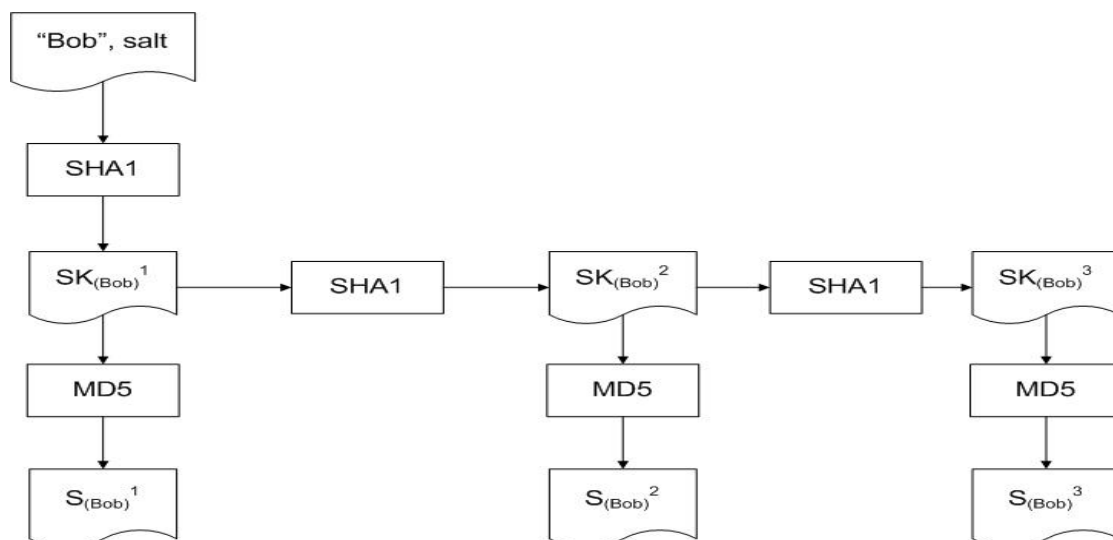 “Bob”, salt
SHA1
SK(Bob)1 SHA1 SK(Bob)2 SHA1 SK(Bob)3
MD5 MD5 MD5
S(Bob)1 S(Bob)2 S(Bob)3